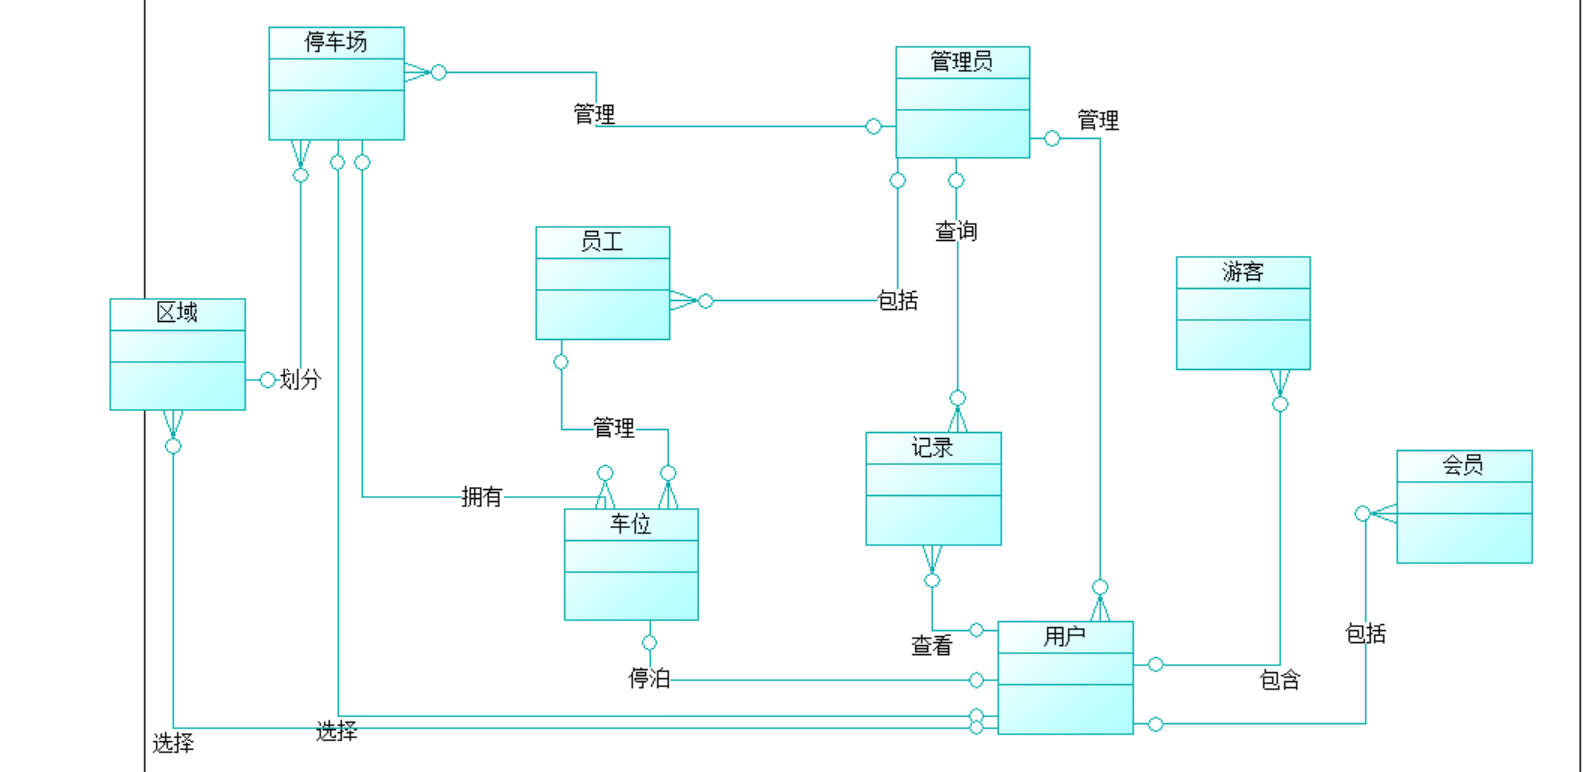 停车场
管理员
管理
管理
员工
查询
游客
区域
包括
划分
管理
记录
会员
拥有
车位
用户
包括
查看
停泊
包含
选择
选择